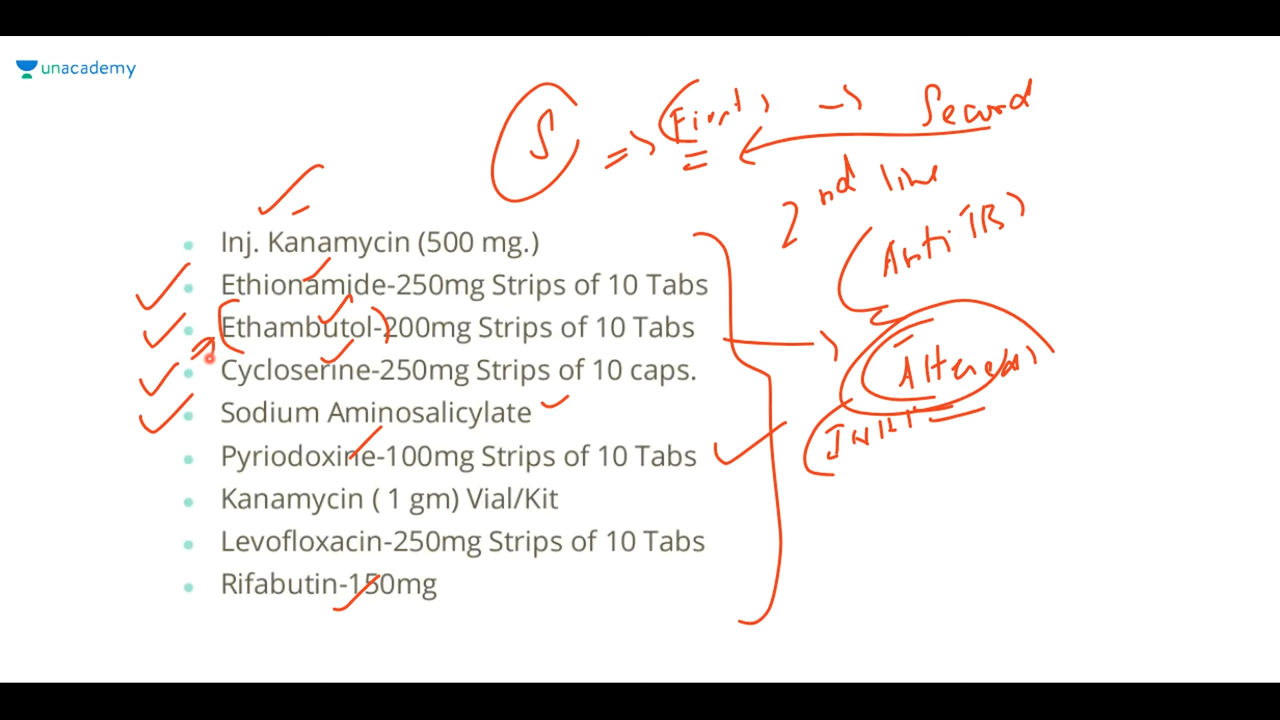 unacademy
S => First, -> Second
2nd line
Anti TB)
• Inj. Kanamycin (500 mg.)
• Ethionamide-250mg Strips of 10 Tabs
• Ethambutol-200mg Strips of 10 Tabs
• Cycloserine-250mg Strips of 10 caps.
• Sodium Aminosalicylate
• Pyriodoxine-100mg Strips of 10 Tabs
• Kanamycin ( 1 gm) Vial/Kit
• Levofloxacin-250mg Strips of 10 Tabs
• Rifabutin-150mg